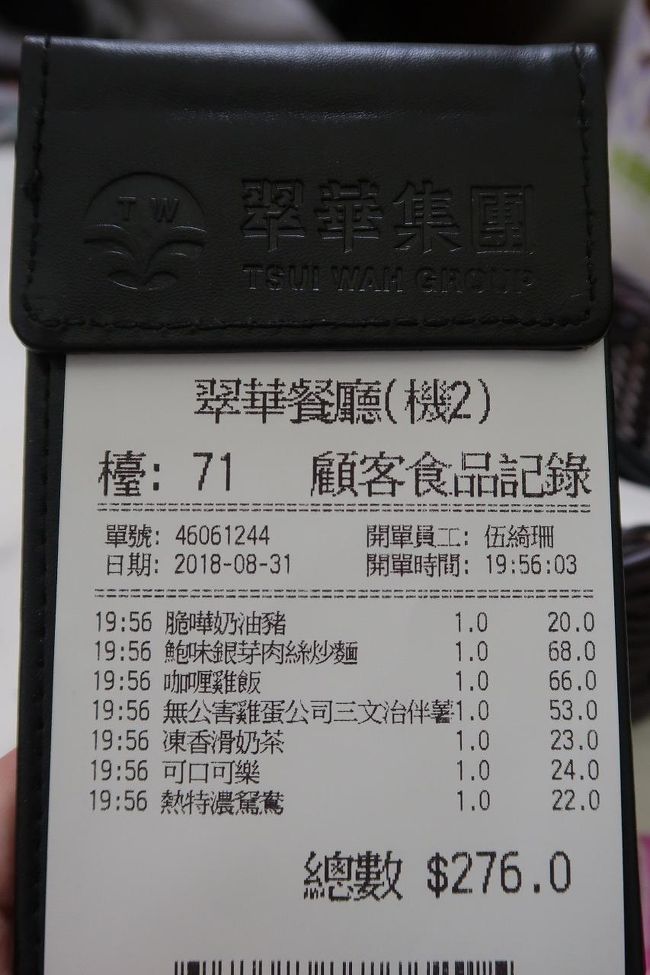 TW
翠華集團
TSUI WAH GROUP
翠華餐廳(機2)
檯: 71 顧客食品記錄
單號: 46061244 開單員工: 伍綺珊
日期: 2018-08-31 開單時間: 19:56:03
19:56 脆嘩奶油豬 1.0 20.0
19:56 鮑味銀芽肉絲炒麵 1.0 68.0
19:56 咖喱雞飯 1.0 66.0
19:56 無公害雞蛋公司三文治伴薯1.0 53.0
19:56 凍香滑奶茶 1.0 23.0
19:56 可口可樂 1.0 24.0
19:56 熱特濃鴛鴦 1.0 22.0
總數 $276.0